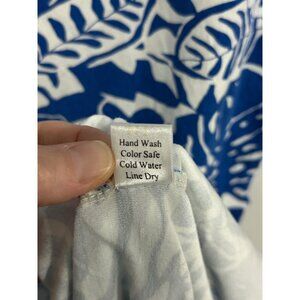 Hand Wash
Color Safe
Cold Water
Line Dry